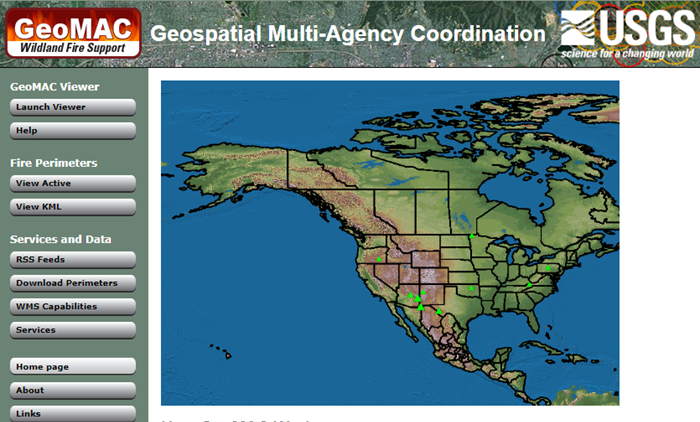 GeoMAC
Wildland Fire Support
Geospatial Multi-Agency Coordination
USGS
science for a changing world
GeoMAC Viewer
Launch Viewer
Help
Fire Perimeters
View Active
View KML
Services and Data
RSS Feeds
Download Perimeters
WMS Capabilities
Services
Home page
About
Links